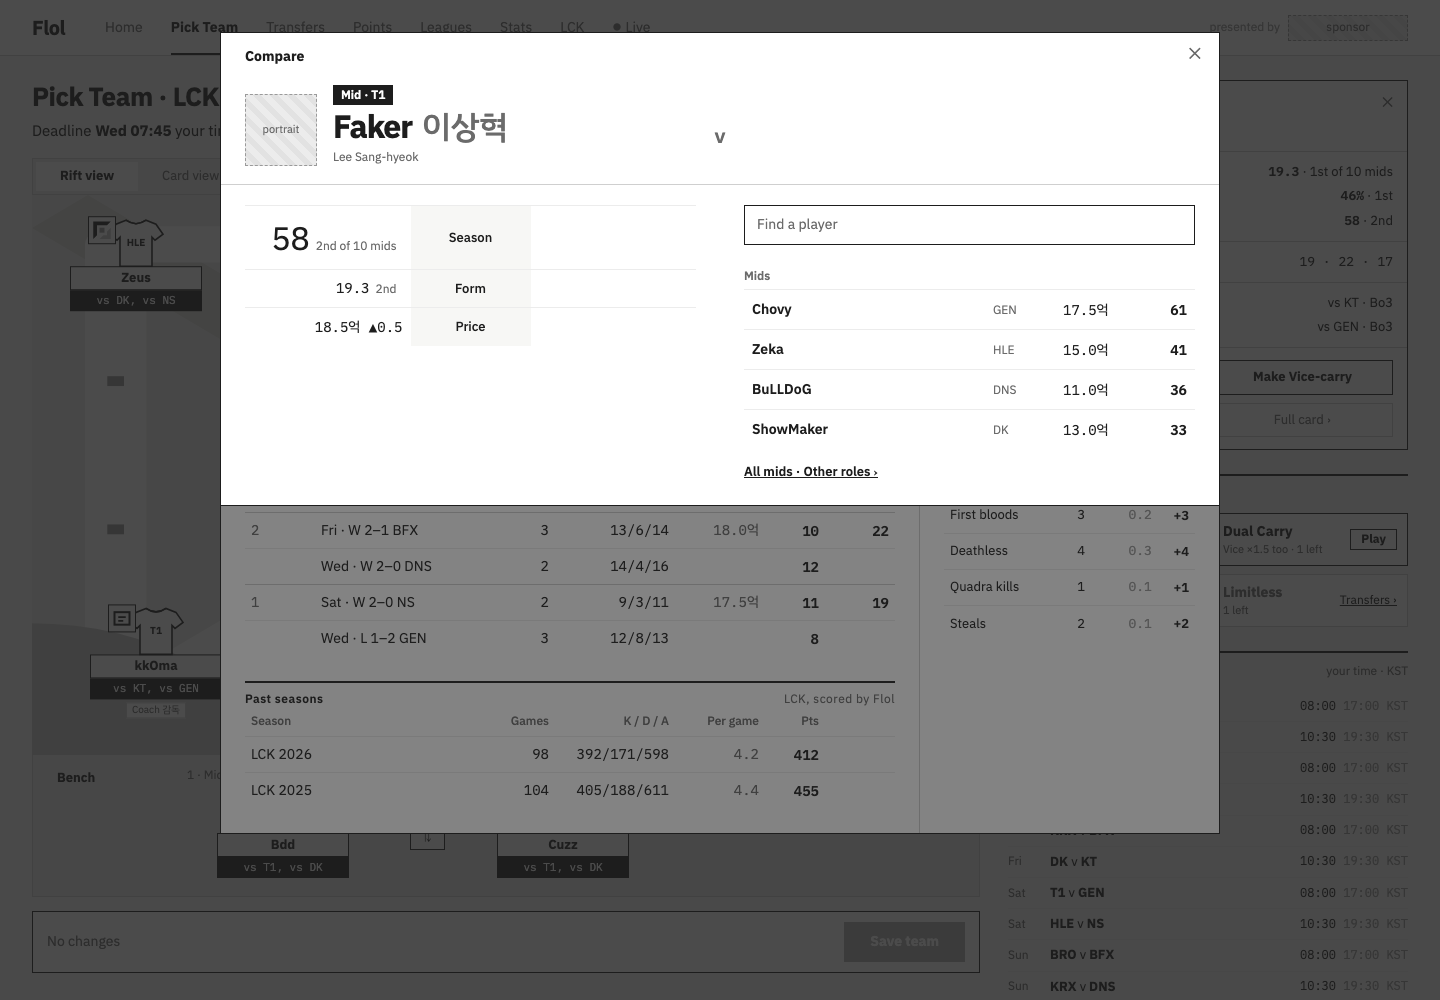 Flol
Home
Pick Team
Transfers
Points
Leagues
Stats
LCK
Live
presented by
sponsor
Pick Team · LCK
Deadline Wed 07:45 your
Rift view
Card view
HLE
Zeus
vs DK, vs NS
T1
kkOma
vs KT, vs GEN
Coach 감독
Bench
Bdd
vs T1, vs DK
Cuzz
vs T1, vs DK
No changes
Save team
Compare
portrait
Mid · T1
Faker 이상혁
Lee Sang-hyeok
v
58 2nd of 10 mids
Season
19.3 2nd
Form
18.5억 ▲0.5
Price
Find a player
Mids
Chovy GEN 17.5억 61
Zeka HLE 15.0억 41
BuLLDoG DNS 11.0억 36
ShowMaker DK 13.0억 33
All mids · Other roles ›
2 Fri · W 2–1 BFX 3 13/6/14 18.0억 10 22
Wed · W 2–0 DNS 2 14/4/16 12
1 Sat · W 2–0 NS 2 9/3/11 17.5억 11 19
Wed · L 1–2 GEN 3 12/8/13 8
Past seasons
LCK, scored by Flol
Season Games K / D / A Per game Pts
LCK 2026 98 392/171/598 4.2 412
LCK 2025 104 405/188/611 4.4 455
First bloods 3 0.2 +3
Deathless 4 0.3 +4
Quadra kills 1 0.1 +1
Steals 2 0.1 +2
19.3 · 1st of 10 mids
46% · 1st
58 · 2nd
19 · 22 · 17
vs KT · Bo3
vs GEN · Bo3
Make Vice-carry
Full card ›
Dual Carry
Vice ×1.5 too · 1 left
Play
Limitless
1 left
Transfers ›
your time · KST
08:00 17:00 KST
10:30 19:30 KST
08:00 17:00 KST
10:30 19:30 KST
08:00 17:00 KST
Fri DK v KT 10:30 19:30 KST
Sat T1 v GEN 08:00 17:00 KST
Sat HLE v NS 10:30 19:30 KST
Sun BRO v BFX 08:00 17:00 KST
Sun KRX v DNS 10:30 19:30 KST